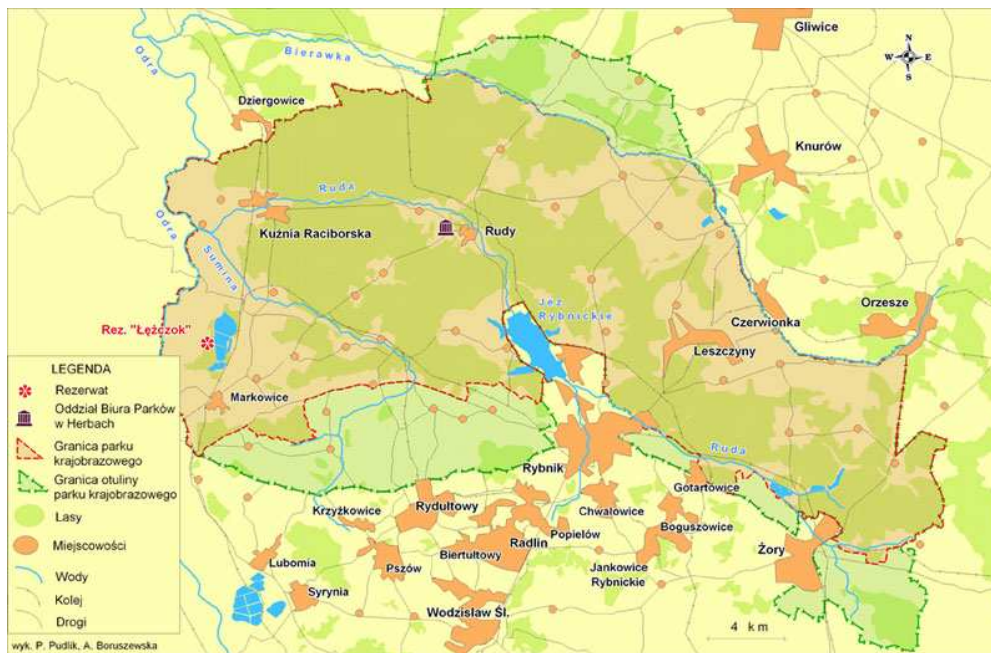 Gliwice
N
W E
S
Odra
Bierawka
Dziergowice
Knurów
Ruda
Odra
Kuźnia Raciborska
Rudy
Sumina
Jez.
Rybnickie
Orzesze
Rez. "Łężczok"
Czerwionka
Leszczyny
LEGENDA
Rezerwat
Oddział Biura Parków
w Herbach
Granica parku
krajobrazowego
Granica otuliny
parku krajobrazowego
Lasy
Miejscowości
Wody
Kolej
Drogi
Markowice
Ruda
Rybnik
Gotartowice
Krzyżkowice
Rydułtowy
Chwałowice
Boguszowice
Popielów
Radlin
Biertułtowy
Żory
Lubomia
Pszów
Jankowice
Rybnickie
Syrynia
Wodzisław Śl.
4 km
wyk. P. Pudlik, A. Boruszewska